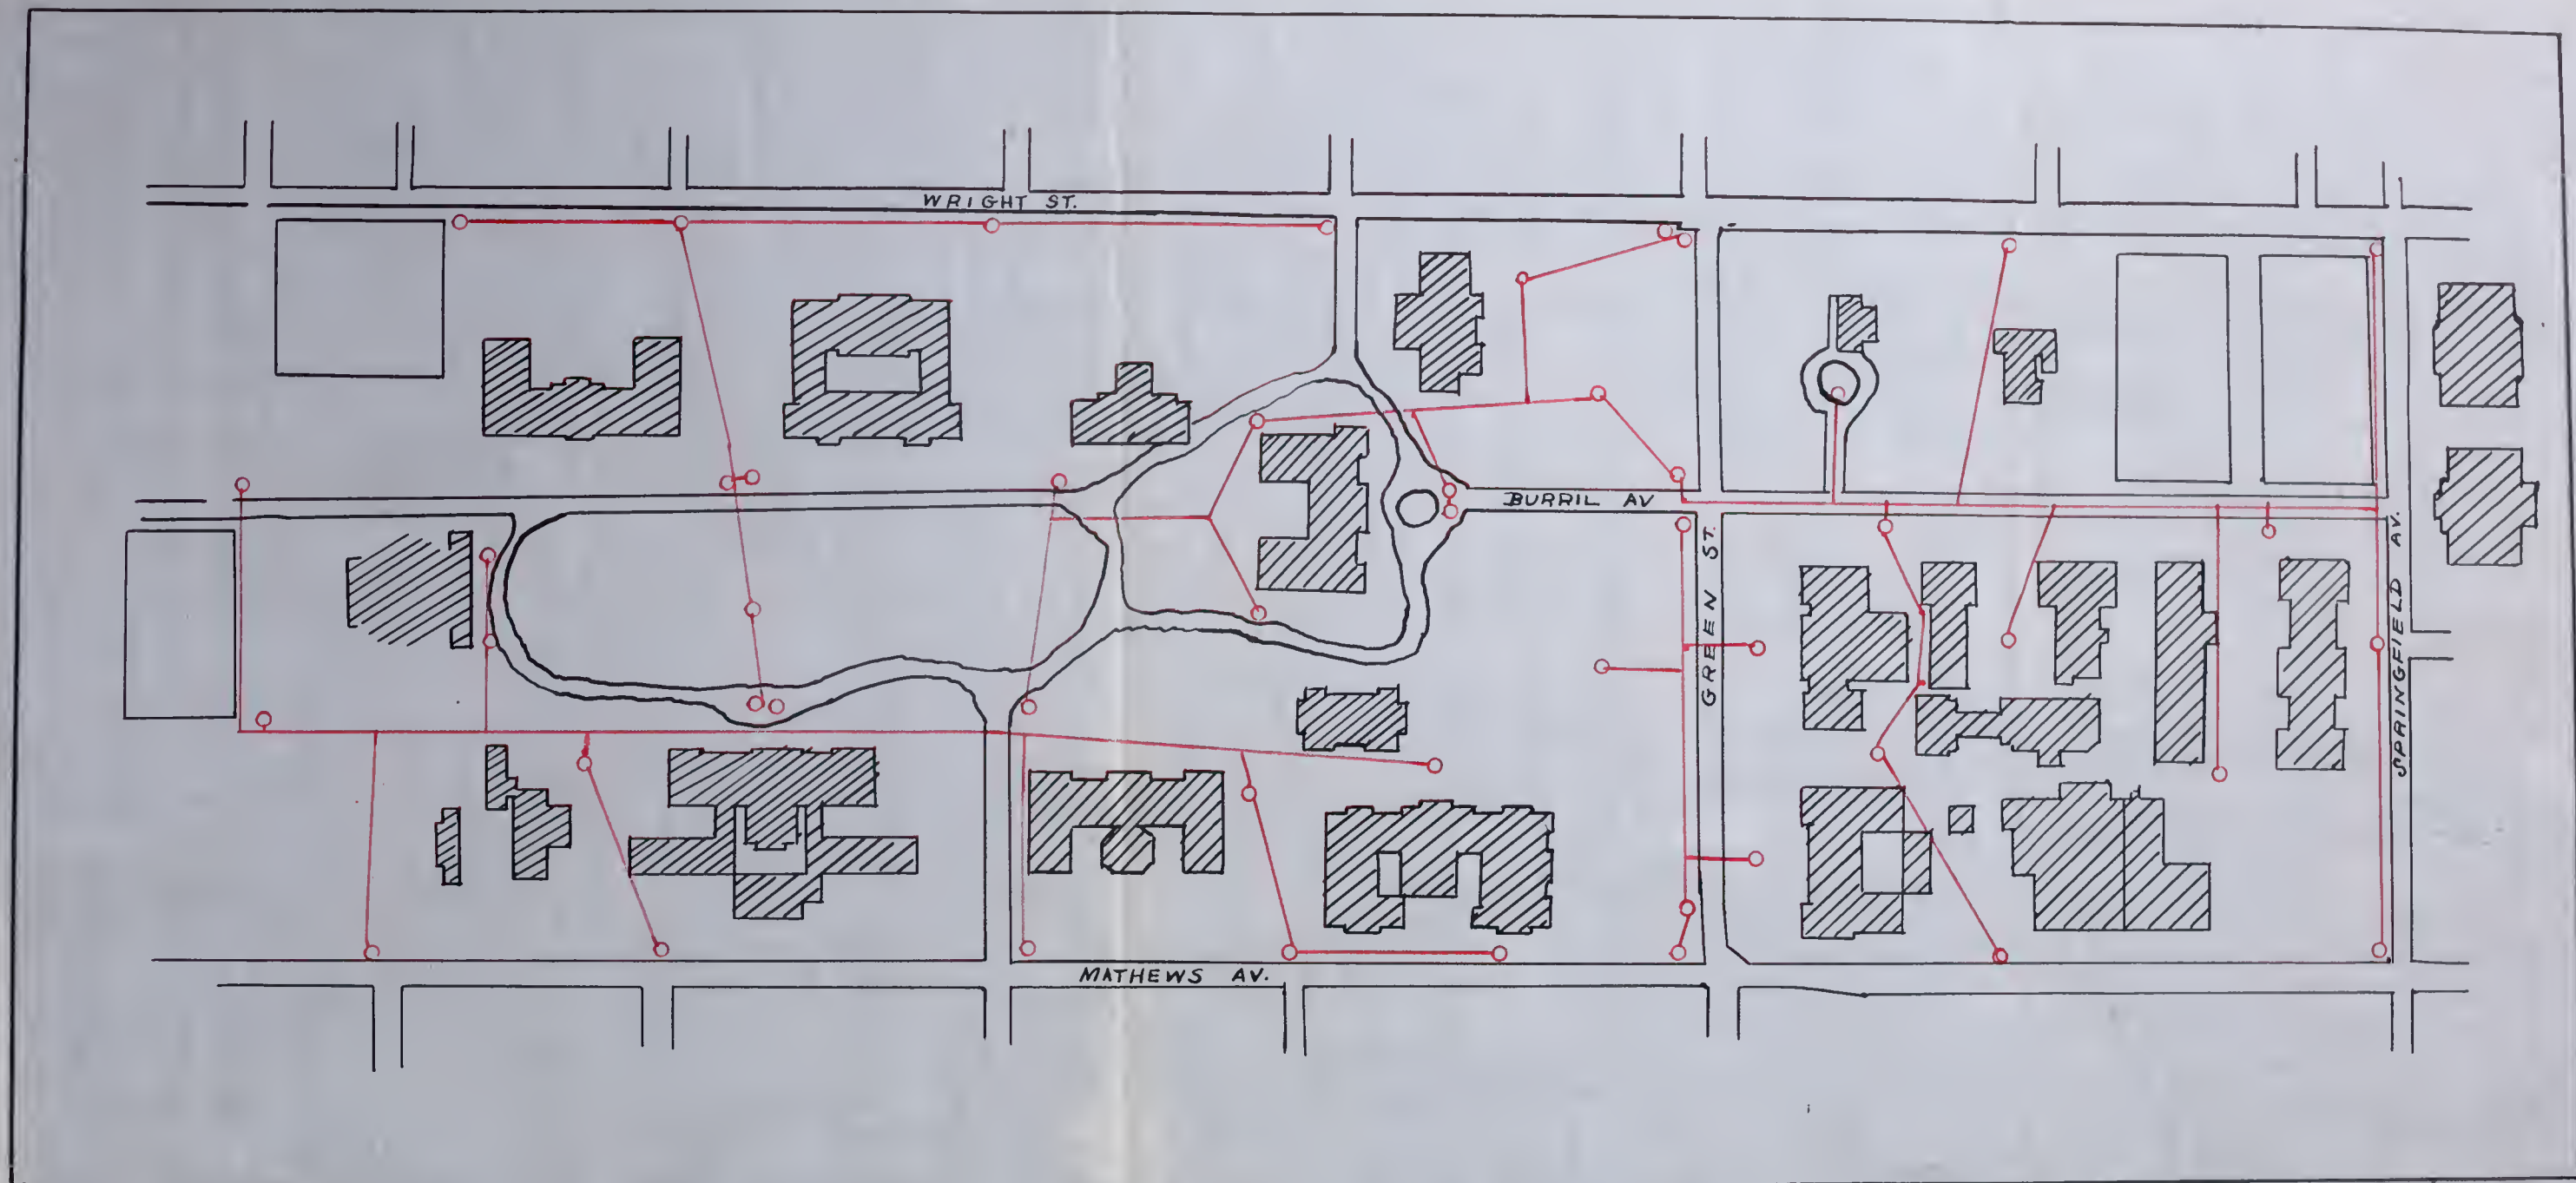 WRIGHT ST.
BURRIL AV
GREEN ST.
SPRINGFIELD AV.
MATHEWS AV.